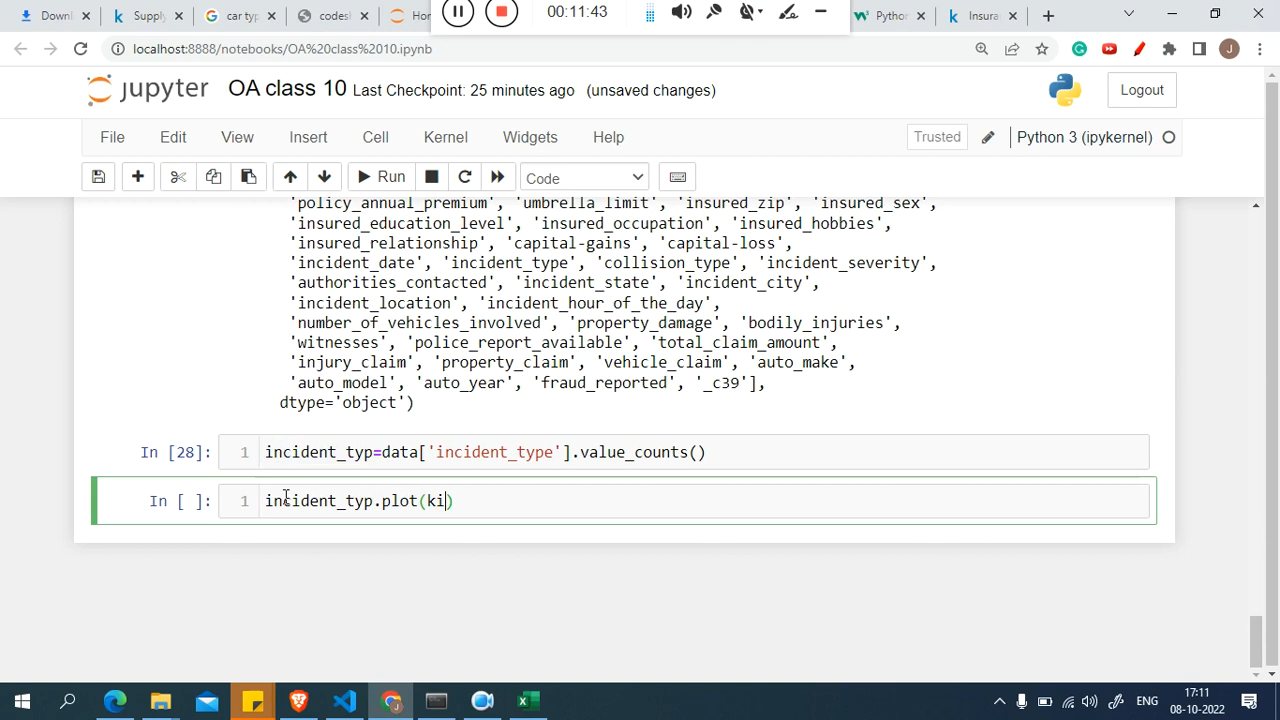 Downl
Supply
car typ
codes
Hor
00:11:43
Python
Insura
localhost:8888/notebooks/OA%20class%2010.ipynb
J
jupyter
OA class 10
Last Checkpoint: 25 minutes ago (unsaved changes)
Logout
File Edit View Insert Cell Kernel Widgets Help
Trusted
Python 3 (ipykernel)
Run
Code
'policy_annual_premium', 'umbrella_limit', 'insured_zip', 'insured_sex',
'insured_education_level', 'insured_occupation', 'insured_hobbies',
'insured_relationship', 'capital-gains', 'capital-loss',
'incident_date', 'incident_type', 'collision_type', 'incident_severity',
'authorities_contacted', 'incident_state', 'incident_city',
'incident_location', 'incident_hour_of_the_day',
'number_of_vehicles_involved', 'property_damage', 'bodily_injuries',
'witnesses', 'police_report_available', 'total_claim_amount',
'injury_claim', 'property_claim', 'vehicle_claim', 'auto_make',
'auto_model', 'auto_year', 'fraud_reported', '_c39'],
dtype='object')
In [28]: 1 incident_typ=data['incident_type'].value_counts()
In [ ]: 1 incident_typ.plot(ki)
ENG
17:11
08-10-2022